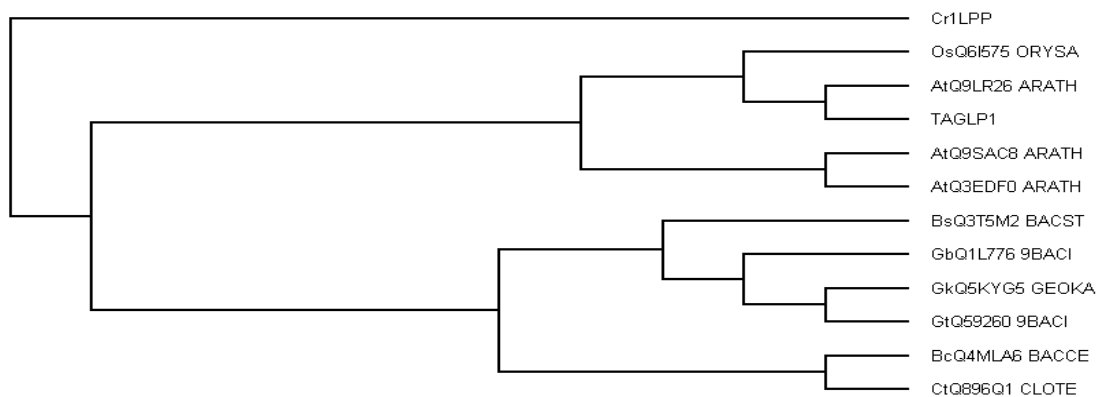 Cr1LPP
OsQ6I575 ORYSA
AtQ9LR26 ARATH
TAGLP1
AtQ9SAC8 ARATH
AtQ3EDF0 ARATH
BsQ3T5M2 BACST
GbQ1L776 9BACI
GkQ5KYG5 GEOKA
GtQ59260 9BACI
BcQ4MLA6 BACCE
CtQ896Q1 CLOTE